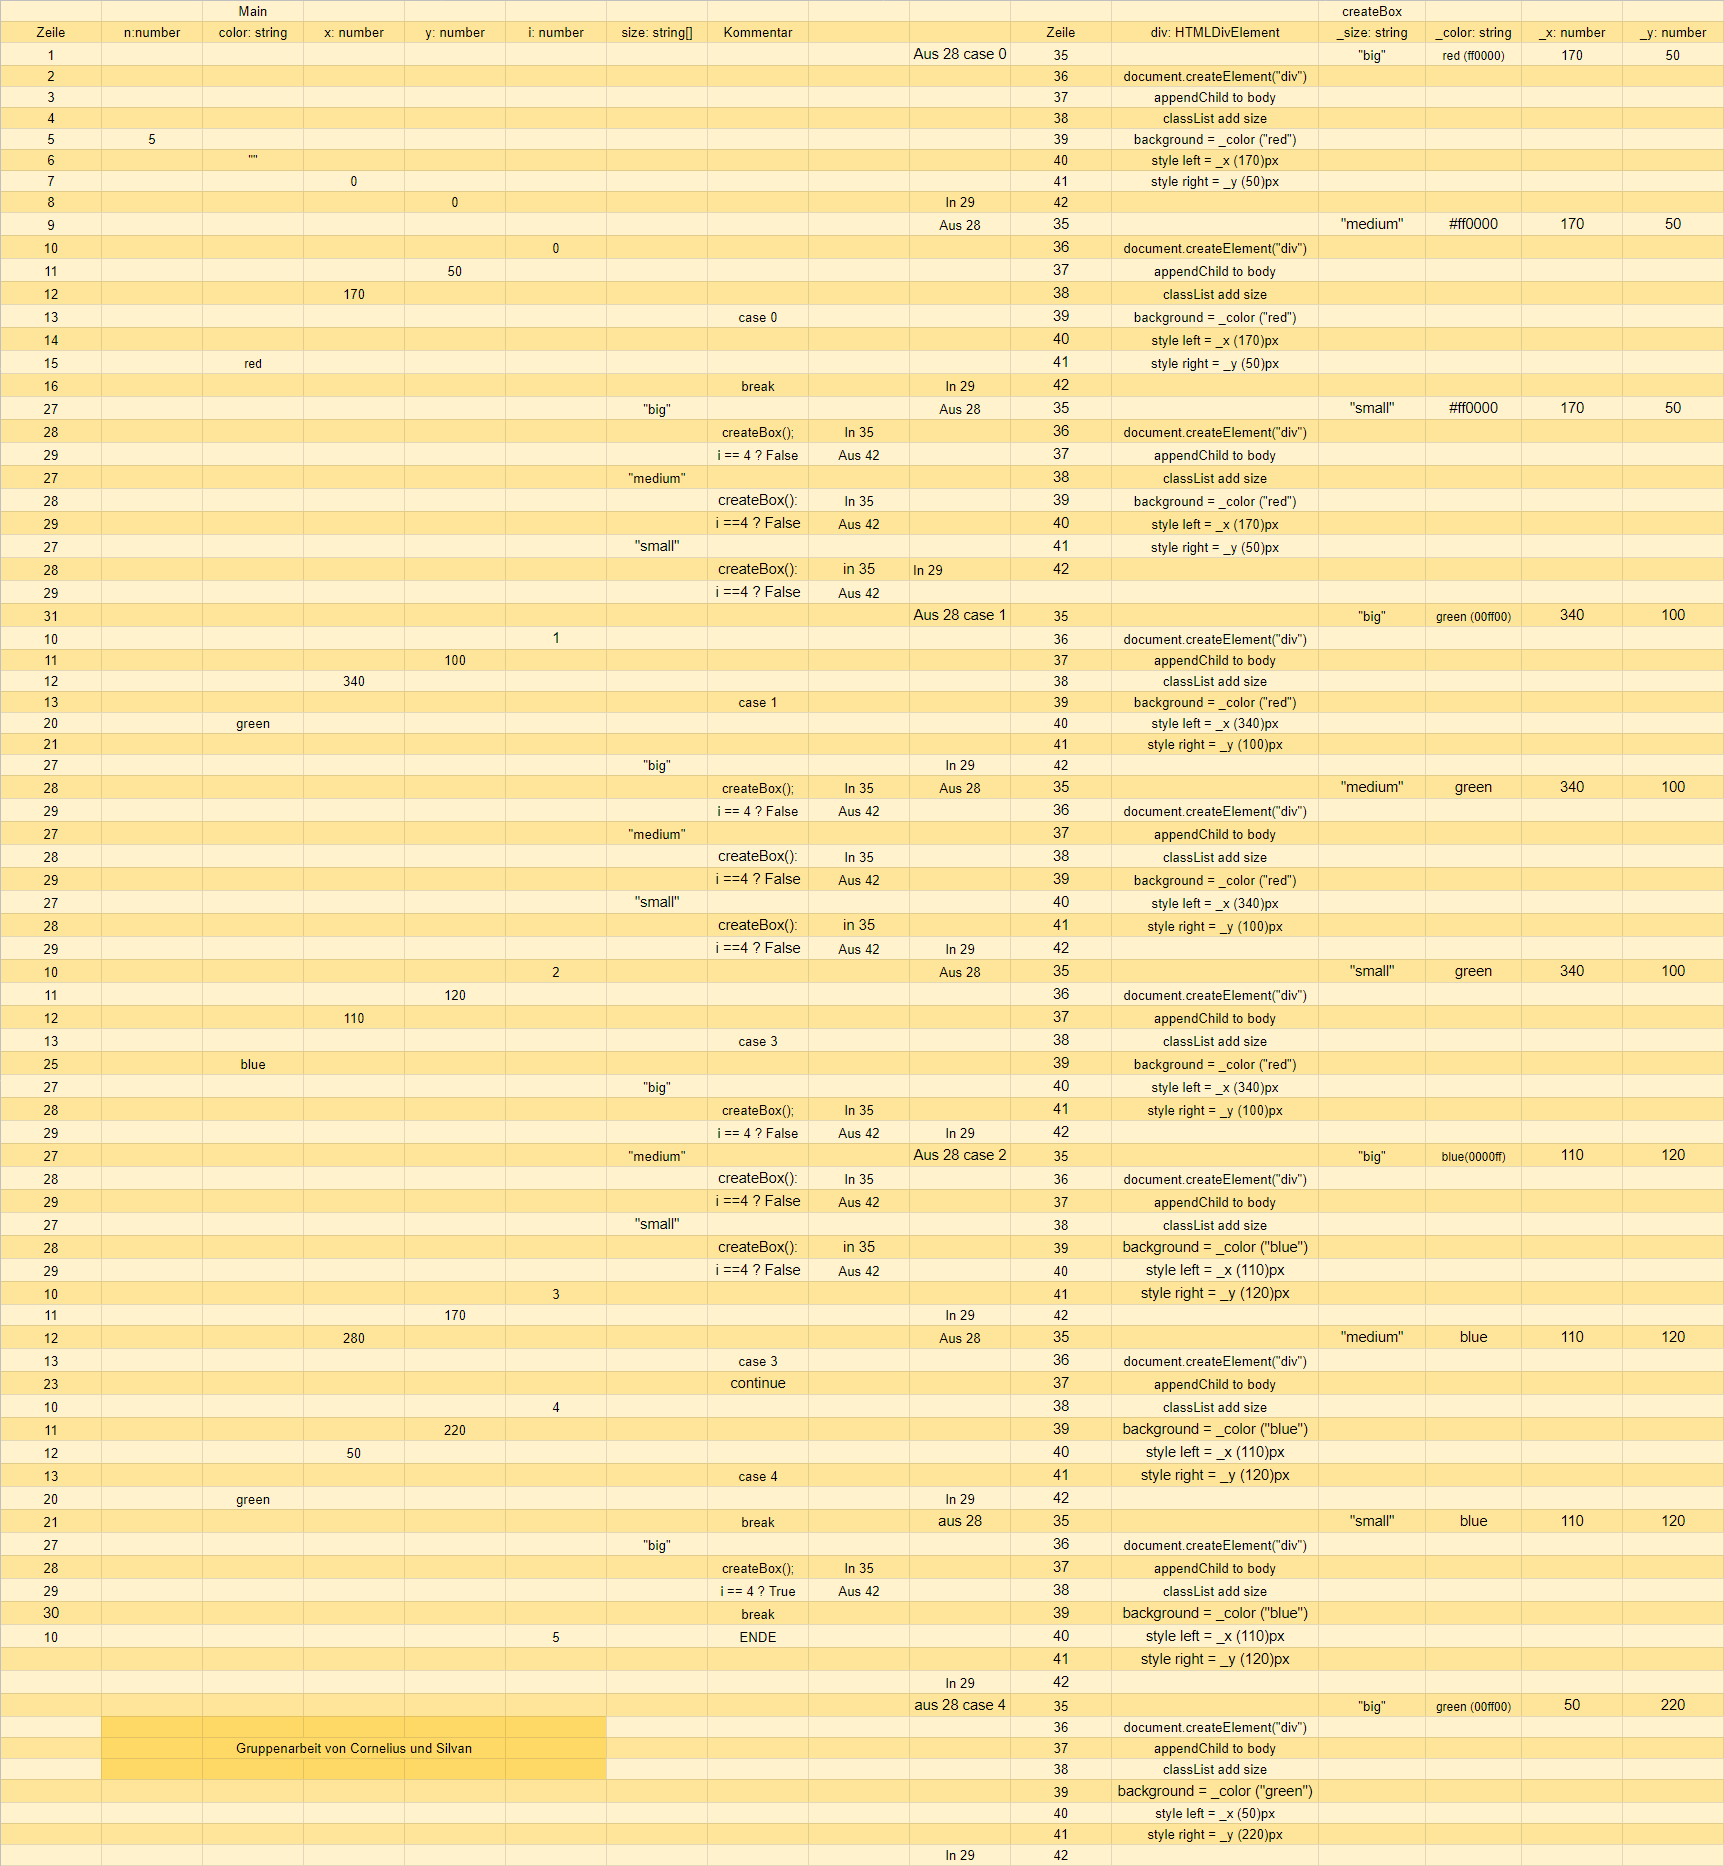 Main createBox
Zeile n:number color: string x: number y: number i: number size: string[] Kommentar Zeile div: HTMLDivElement _size: string _color: string _x: number _y: number
1 Aus 28 case 0 35 "big" red (ff0000) 170 50
2 36 document.createElement("div")
3 37 appendChild to body
4 38 classList add size
5 5 39 background = _color ("red")
6 "" 40 style left = _x (170)px
7 0 41 style right = _y (50)px
8 0 In 29 42
9 Aus 28 35 "medium" #ff0000 170 50
10 0 36 document.createElement("div")
11 50 37 appendChild to body
12 170 38 classList add size
13 case 0 39 background = _color ("red")
14 40 style left = _x (170)px
15 red 41 style right = _y (50)px
16 break In 29 42
27 "big" Aus 28 35 "small" #ff0000 170 50
28 createBox(); In 35 36 document.createElement("div")
29 i == 4 ? False Aus 42 37 appendChild to body
27 "medium" 38 classList add size
28 createBox(): In 35 39 background = _color ("red")
29 i ==4 ? False Aus 42 40 style left = _x (170)px
27 "small" 41 style right = _y (50)px
28 createBox(): in 35 In 29 42
29 i ==4 ? False Aus 42
31 Aus 28 case 1 35 "big" green (00ff00) 340 100
10 1 36 document.createElement("div")
11 100 37 appendChild to body
12 340 38 classList add size
13 case 1 39 background = _color ("red")
20 green 40 style left = _x (340)px
21 41 style right = _y (100)px
27 "big" In 29 42
28 createBox(); In 35 Aus 28 35 "medium" green 340 100
29 i == 4 ? False Aus 42 36 document.createElement("div")
27 "medium" 37 appendChild to body
28 createBox(): In 35 38 classList add size
29 i ==4 ? False Aus 42 39 background = _color ("red")
27 "small" 40 style left = _x (340)px
28 createBox(): in 35 41 style right = _y (100)px
29 i ==4 ? False Aus 42 In 29 42
10 2 Aus 28 35 "small" green 340 100
11 120 36 document.createElement("div")
12 110 37 appendChild to body
13 case 3 38 classList add size
25 blue 39 background = _color ("red")
27 "big" 40 style left = _x (340)px
28 createBox(); In 35 41 style right = _y (100)px
29 i == 4 ? False Aus 42 In 29 42
27 "medium" Aus 28 case 2 35 "big" blue(0000ff) 110 120
28 createBox(): In 35 36 document.createElement("div")
29 i ==4 ? False Aus 42 37 appendChild to body
27 "small" 38 classList add size
28 createBox(): in 35 39 background = _color ("blue")
29 i ==4 ? False Aus 42 40 style left = _x (110)px
10 3 41 style right = _y (120)px
11 170 In 29 42
12 280 Aus 28 35 "medium" blue 110 120
13 case 3 36 document.createElement("div")
23 continue 37 appendChild to body
10 4 38 classList add size
11 220 39 background = _color ("blue")
12 50 40 style left = _x (110)px
13 case 4 41 style right = _y (120)px
20 green In 29 42
21 break aus 28 35 "small" blue 110 120
27 "big" 36 document.createElement("div")
28 createBox(); In 35 37 appendChild to body
29 i == 4 ? True Aus 42 38 classList add size
30 break 39 background = _color ("blue")
10 5 ENDE 40 style left = _x (110)px
41 style right = _y (120)px
In 29 42
aus 28 case 4 35 "big" green (00ff00) 50 220
36 document.createElement("div")
Gruppenarbeit von Cornelius und Silvan 37 appendChild to body
38 classList add size
39 background = _color ("green")
40 style left = _x (50)px
41 style right = _y (220)px
In 29 42